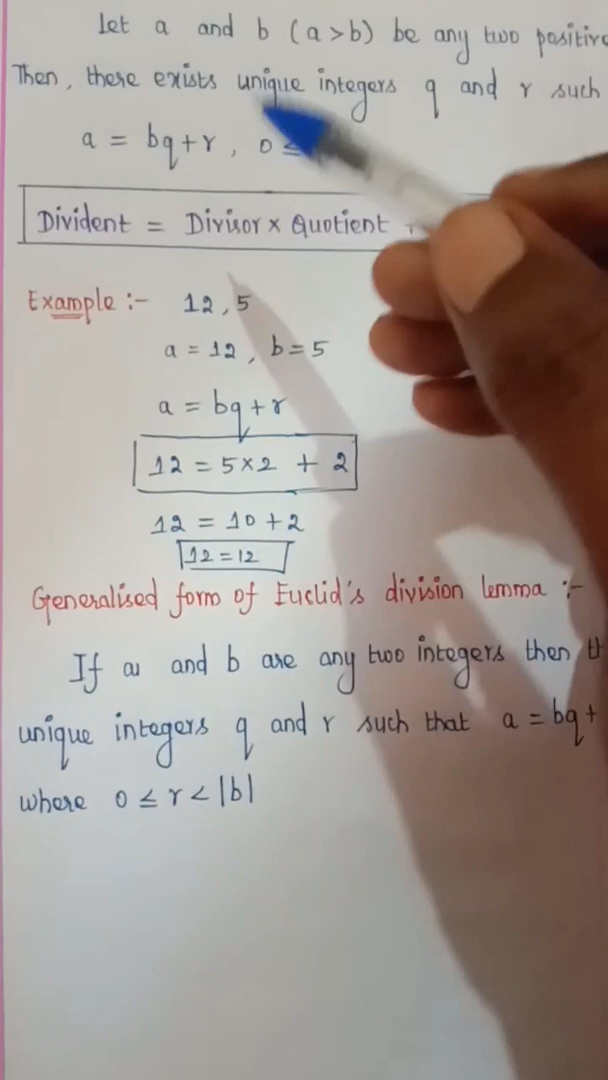 Let a and b (a > b) be any two positive
Then, there exists unique integers q and r such
a = bq + r , 0 ≤
Divident = Divisor × Quotient
Example :- 12, 5
a = 12 , b = 5
a = bq + r
12 = 5×2 + 2
12 = 10 + 2
12 = 12
Generalised form of Euclid's division lemma :-
If a and b are any two integers then
unique integers q and r such that a = bq +
where 0 ≤ r < |b|